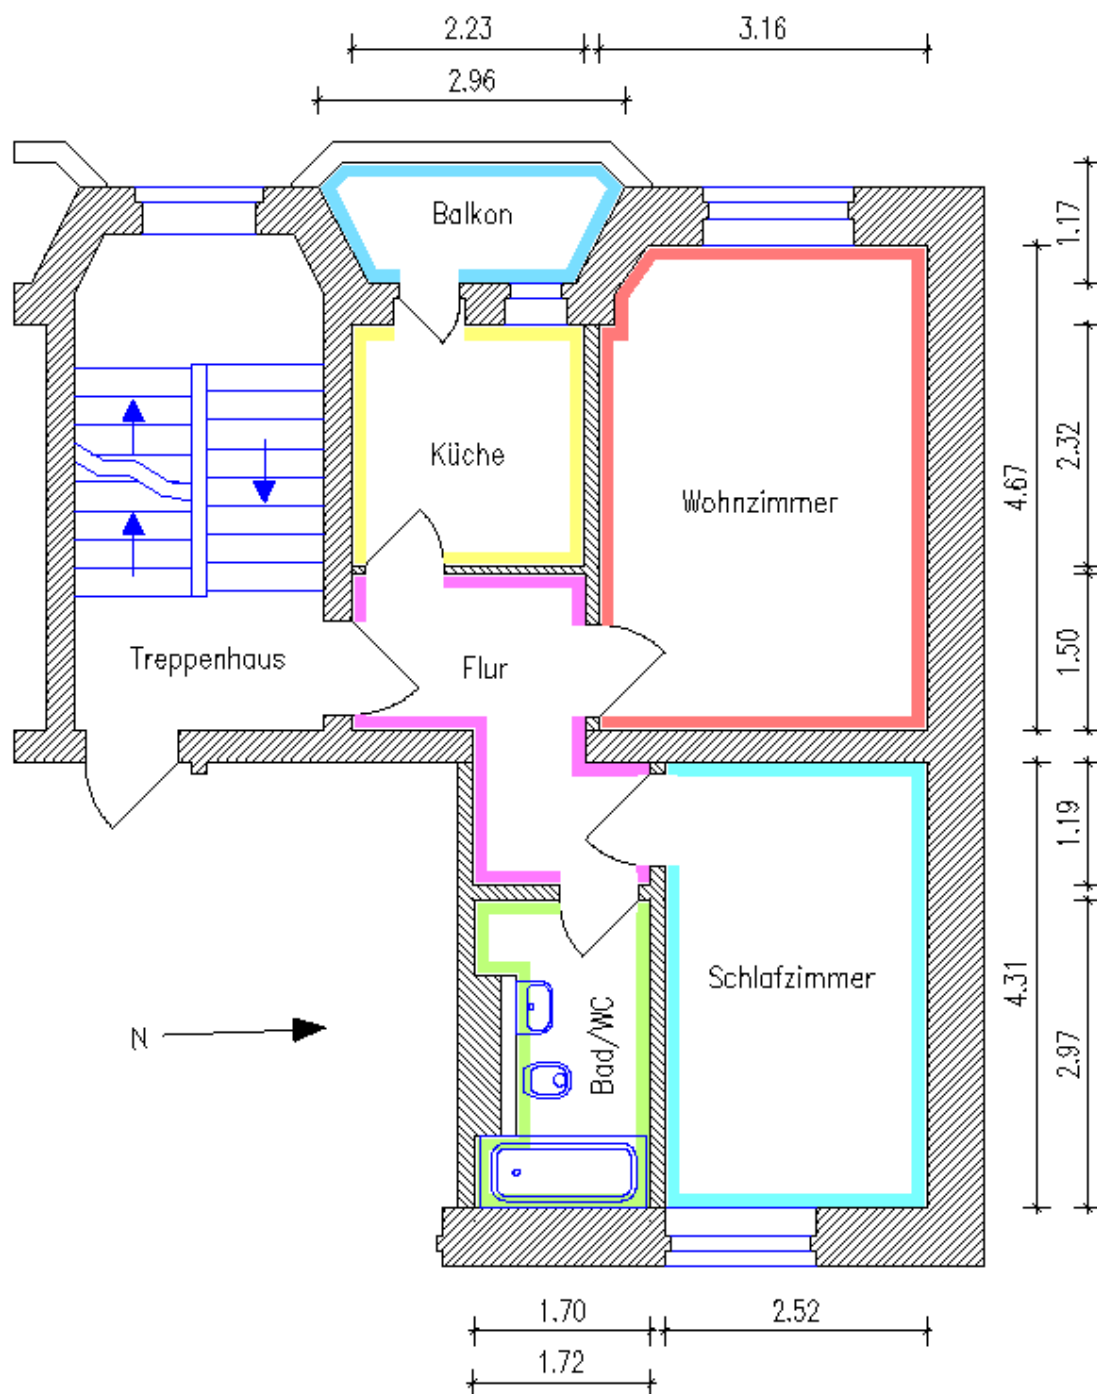 2.23
3.16
2.96
Balkon
1.17
Küche
2.32
4.67
Wohnzimmer
Treppenhaus
Flur
1.50
1.19
Schlafzimmer
4.31
N
Bad/WC
2.97
1.70
2.52
1.72